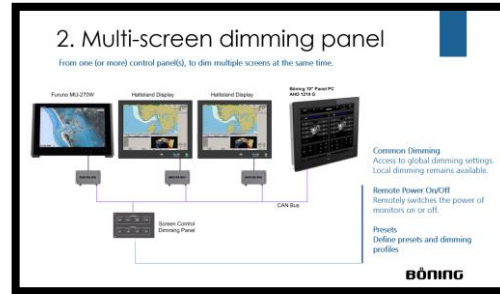 2. Multi-screen dimming panel
From one (or more) control panel(s), to dim multiple screens at the same time.
Furuno MU-270W
Hatteland Display
Hatteland Display
Böning 19" Panel PC
AHD 1219 G
CAN Bus
Screen Control
Dimming Panel
Common Dimming
Access to global dimming settings.
Local dimming remains available.
Remote Power On/Off
Remotely switches the power of
monitors on or off.
Presets
Define presets and dimming
profiles
BÖNING